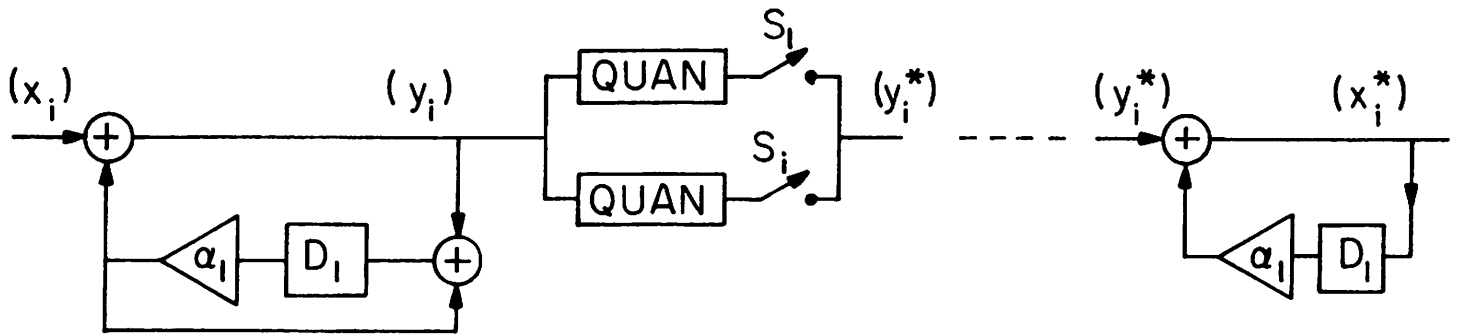 (x_i) (y_i) QUAN S_1 (y_i^*) (y_i^*) (x_i^*)
+ +
QUAN S_i
α_1 D_1 + α_1 D_1